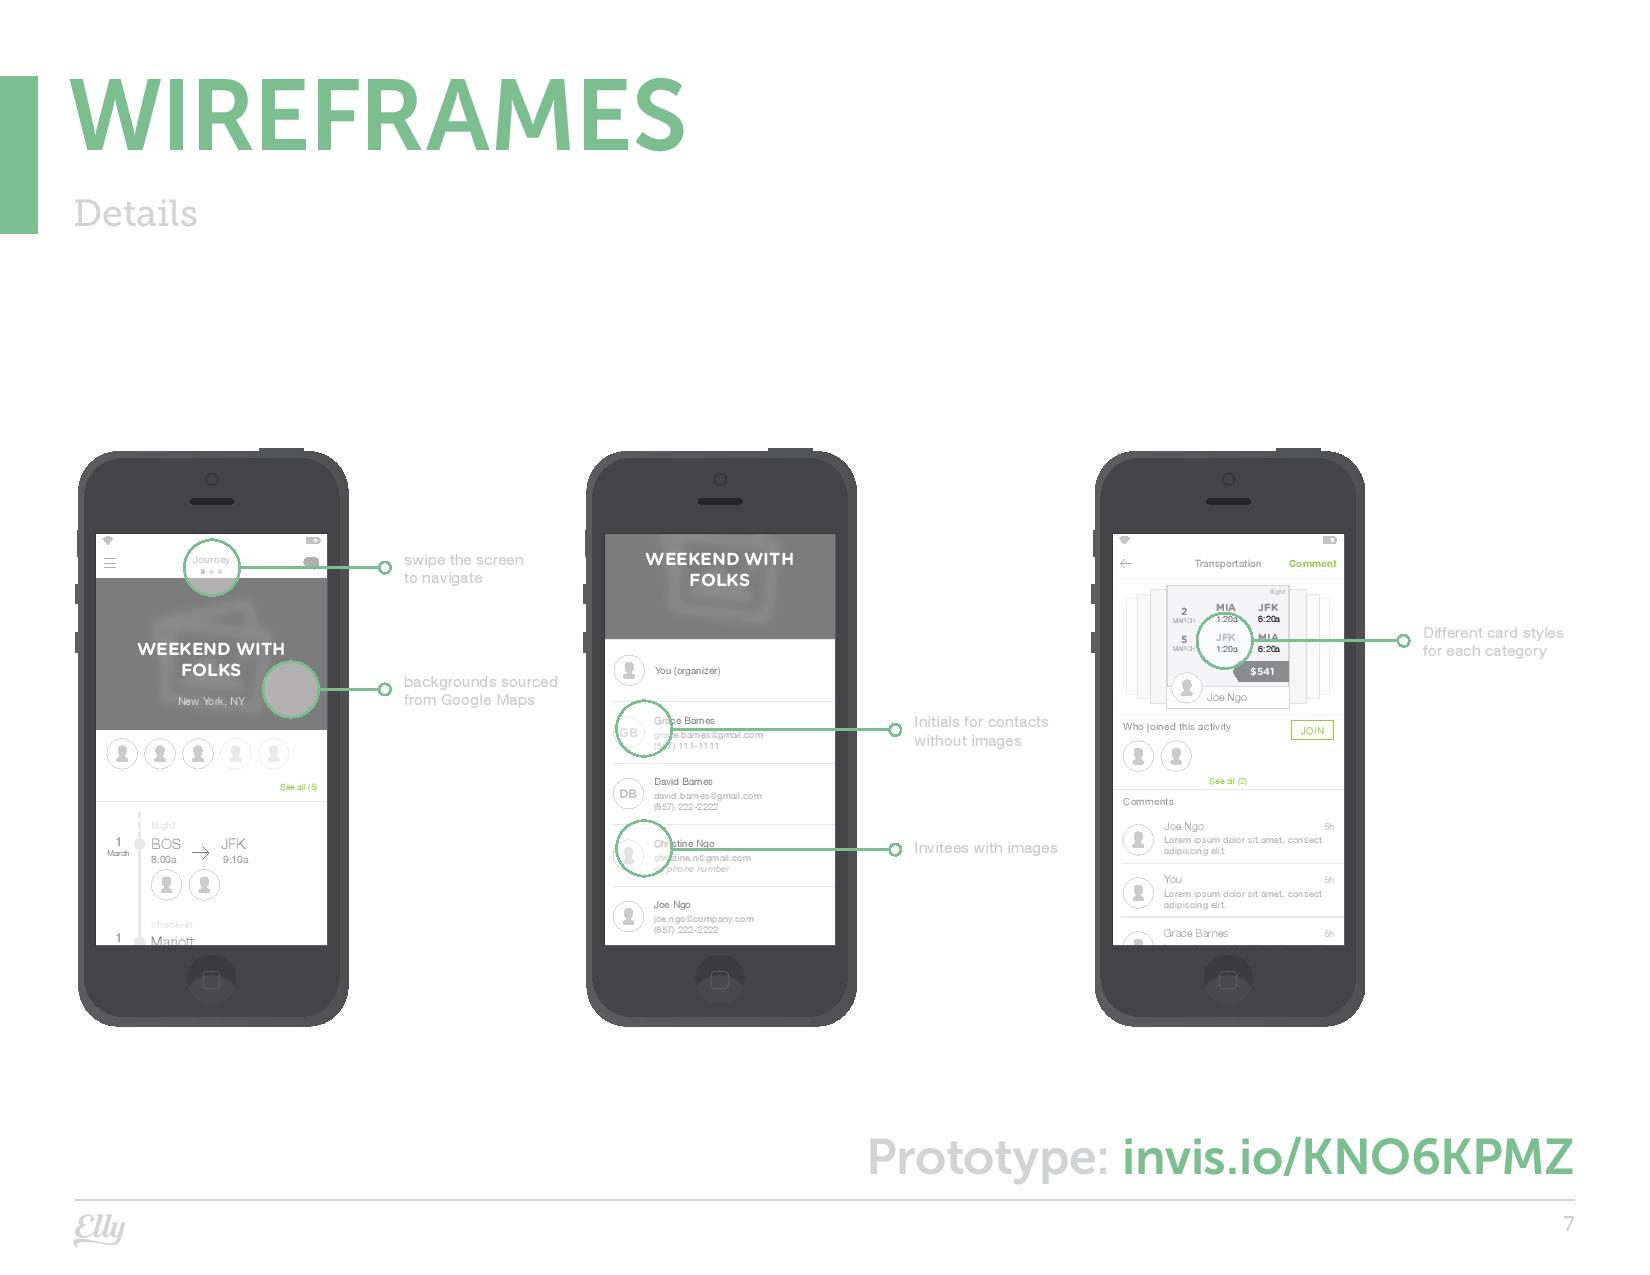 WIREFRAMES
Details
Journey
WEEKEND WITH
FOLKS
New York, NY
See all (5)
flight
1
March
BOS
JFK
8:00a
9:10a
check-in
1
Mariott
swipe the screen
to navigate
backgrounds sourced
from Google Maps
WEEKEND WITH
FOLKS
You (organizer)
GB
Grace Barnes
grace.barnes@gmail.com
(857) 111-1111
DB
David Barnes
david.barnes@gmail.com
(857) 222-2222
Christine Ngo
christine.n@gmail.com
phone number
Joe Ngo
joe.ngo@company.com
(857) 222-2222
Initials for contacts
without images
Invitees with images
Transportation
Comment
flight
2
MARCH
MIA
JFK
1:20a
6:20a
5
MARCH
JFK
MIA
1:20a
6:20a
$541
Joe Ngo
Who joined this activity
JOIN
See all (2)
Comments
Joe Ngo
5h
Lorem ipsum dolor sit amet, consect
adipiscing elit.
You
5h
Lorem ipsum dolor sit amet, consect
adipiscing elit.
Grace Barnes
5h
Different card styles
for each category
Prototype: invis.io/KNO6KPMZ
Elly
7